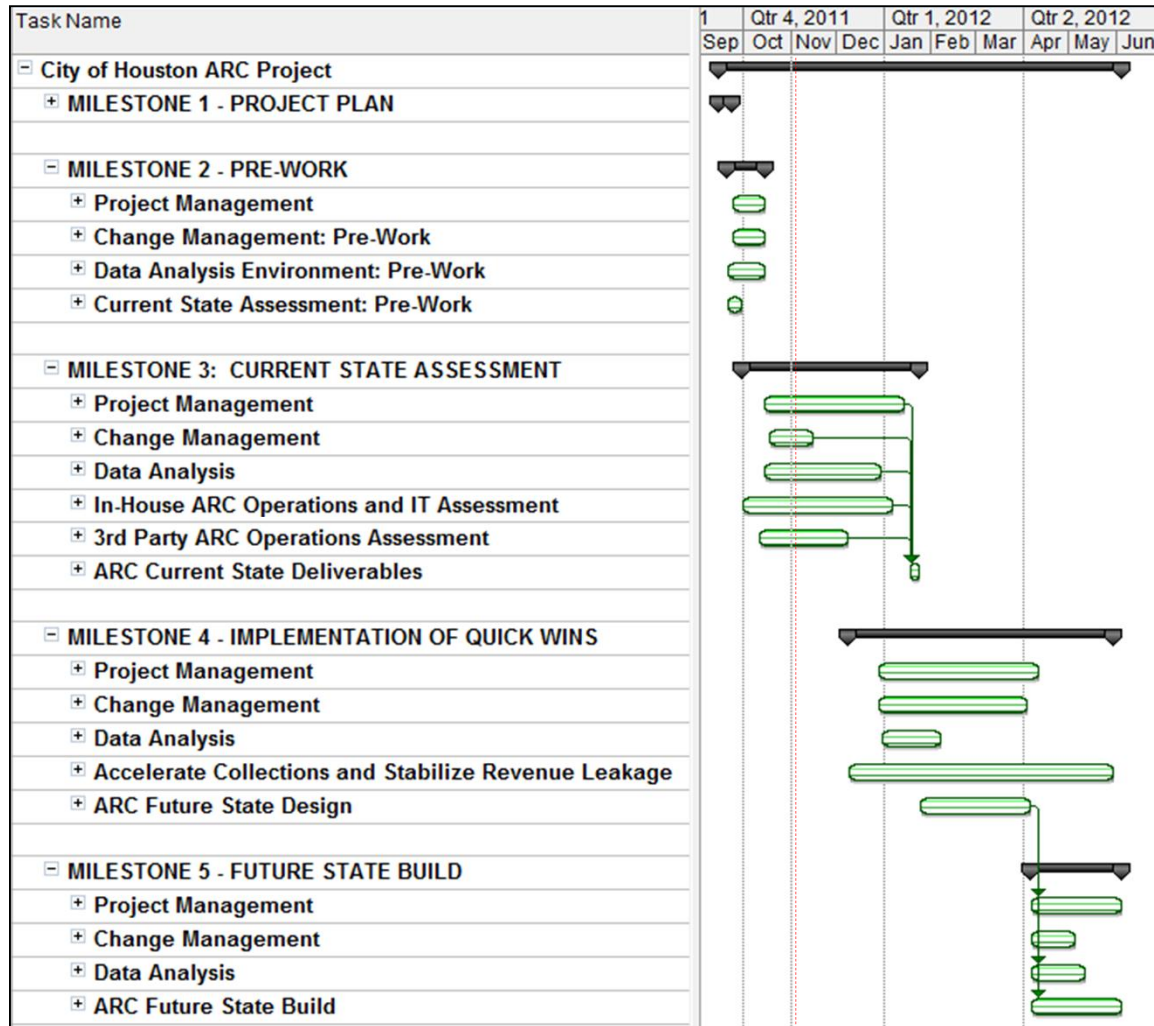 Task Name
1 Qtr 4, 2011 Qtr 1, 2012 Qtr 2, 2012
Sep Oct Nov Dec Jan Feb Mar Apr May Jun
City of Houston ARC Project
MILESTONE 1 - PROJECT PLAN
MILESTONE 2 - PRE-WORK
Project Management
Change Management: Pre-Work
Data Analysis Environment: Pre-Work
Current State Assessment: Pre-Work
MILESTONE 3: CURRENT STATE ASSESSMENT
Project Management
Change Management
Data Analysis
In-House ARC Operations and IT Assessment
3rd Party ARC Operations Assessment
ARC Current State Deliverables
MILESTONE 4 - IMPLEMENTATION OF QUICK WINS
Project Management
Change Management
Data Analysis
Accelerate Collections and Stabilize Revenue Leakage
ARC Future State Design
MILESTONE 5 - FUTURE STATE BUILD
Project Management
Change Management
Data Analysis
ARC Future State Build